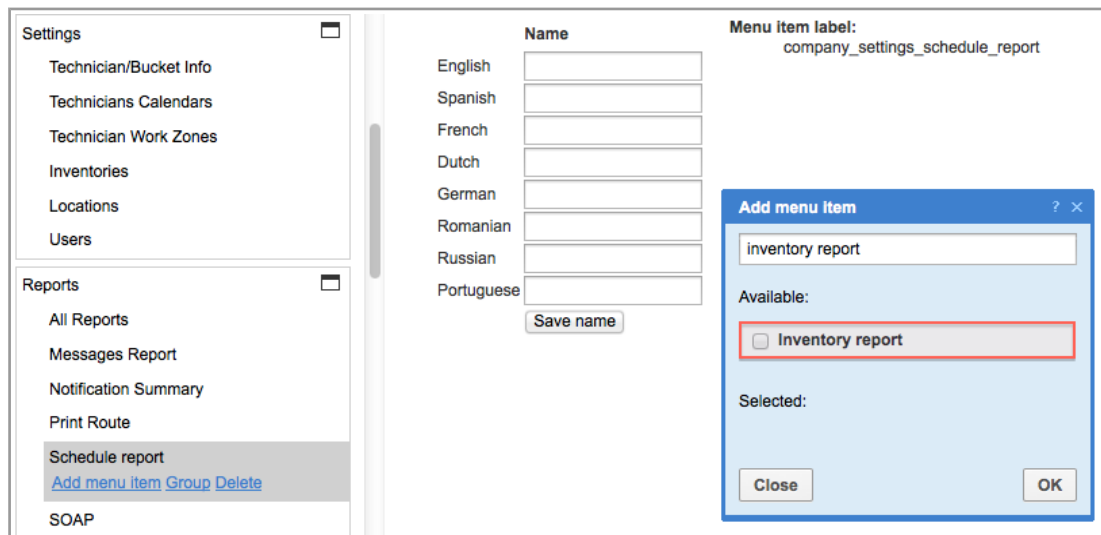 Settings
Technician/Bucket Info
Technicians Calendars
Technician Work Zones
Inventories
Locations
Users
Reports
All Reports
Messages Report
Notification Summary
Print Route
Schedule report
Add menu item Group Delete
SOAP
Name
English
Spanish
French
Dutch
German
Romanian
Russian
Portuguese
Save name
Menu item label:
company_settings_schedule_report
Add menu item ? ×
inventory report
Available:
Inventory report
Selected:
Close OK